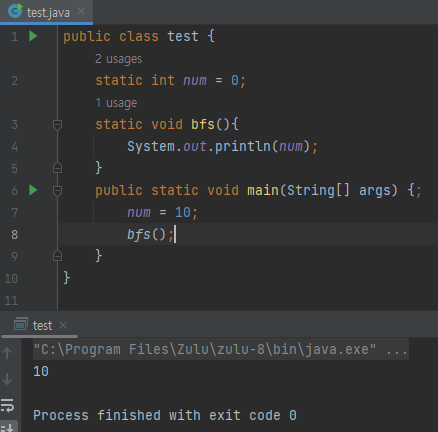 test.java
1 public class test {
2 usages
2 static int num = 0;
1 usage
3 static void bfs(){
4 System.out.println(num);
5 }
6 public static void main(String[] args) {;
7 num = 10;
8 bfs();
9 }
10 }
11
test
"C:\Program Files\Zulu\zulu-8\bin\java.exe" ...
10
Process finished with exit code 0